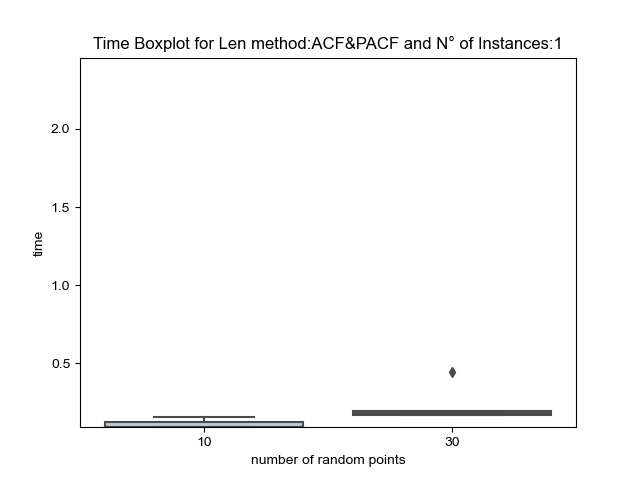 Time Boxplot for Len method:ACF&PACF and N° of Instances:1
2.0
1.5
time
1.0
0.5
10
30
number of random points